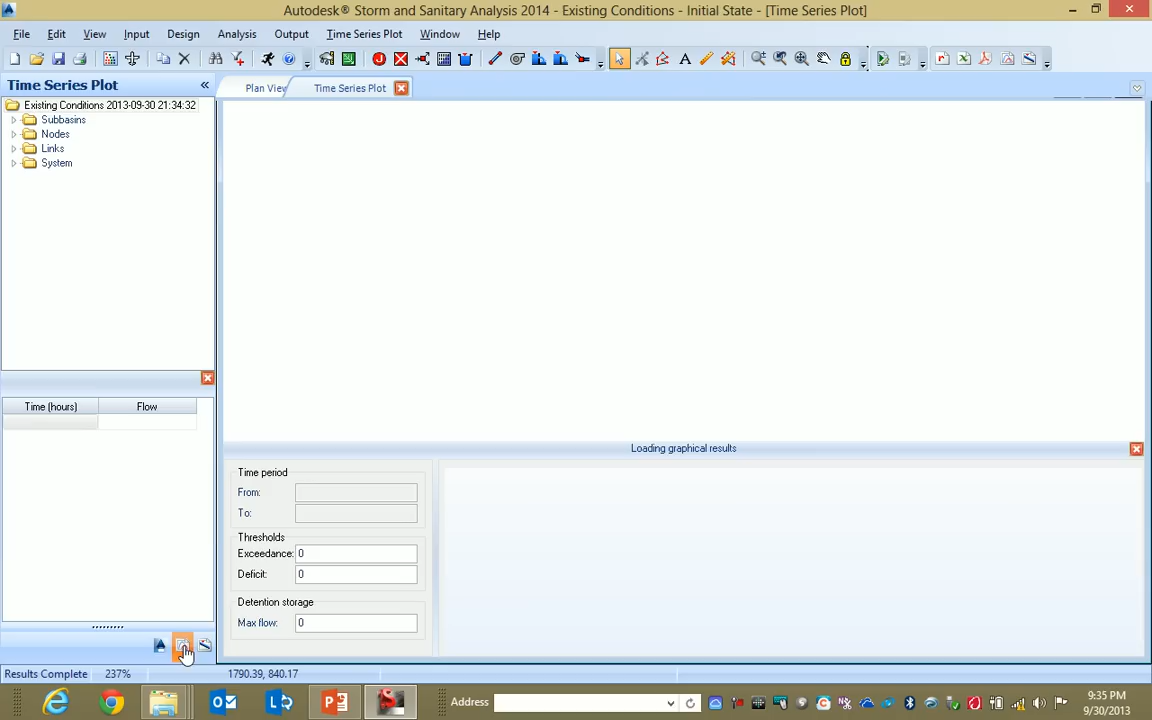 Autodesk® Storm and Sanitary Analysis 2014 - Existing Conditions - Initial State - [Time Series Plot]
File Edit View Input Design Analysis Output Time Series Plot Window Help
Time Series Plot
Plan View Time Series Plot
Existing Conditions 2013-09-30 21:34:32
Subbasins
Nodes
Links
System
Time (hours) Flow
Loading graphical results
Time period
From:
To:
Thresholds
Exceedance: 0
Deficit: 0
Detention storage
Max flow: 0
Results Complete 237% 1790.39, 840.17
Address
9:35 PM
9/30/2013